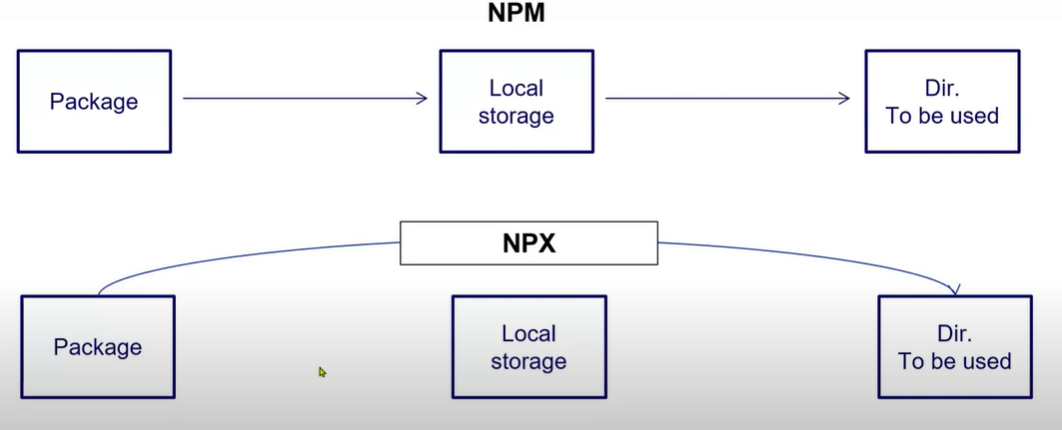 NPM
Package
Local
storage
Dir.
To be used
NPX
Package
Local
storage
Dir.
To be used